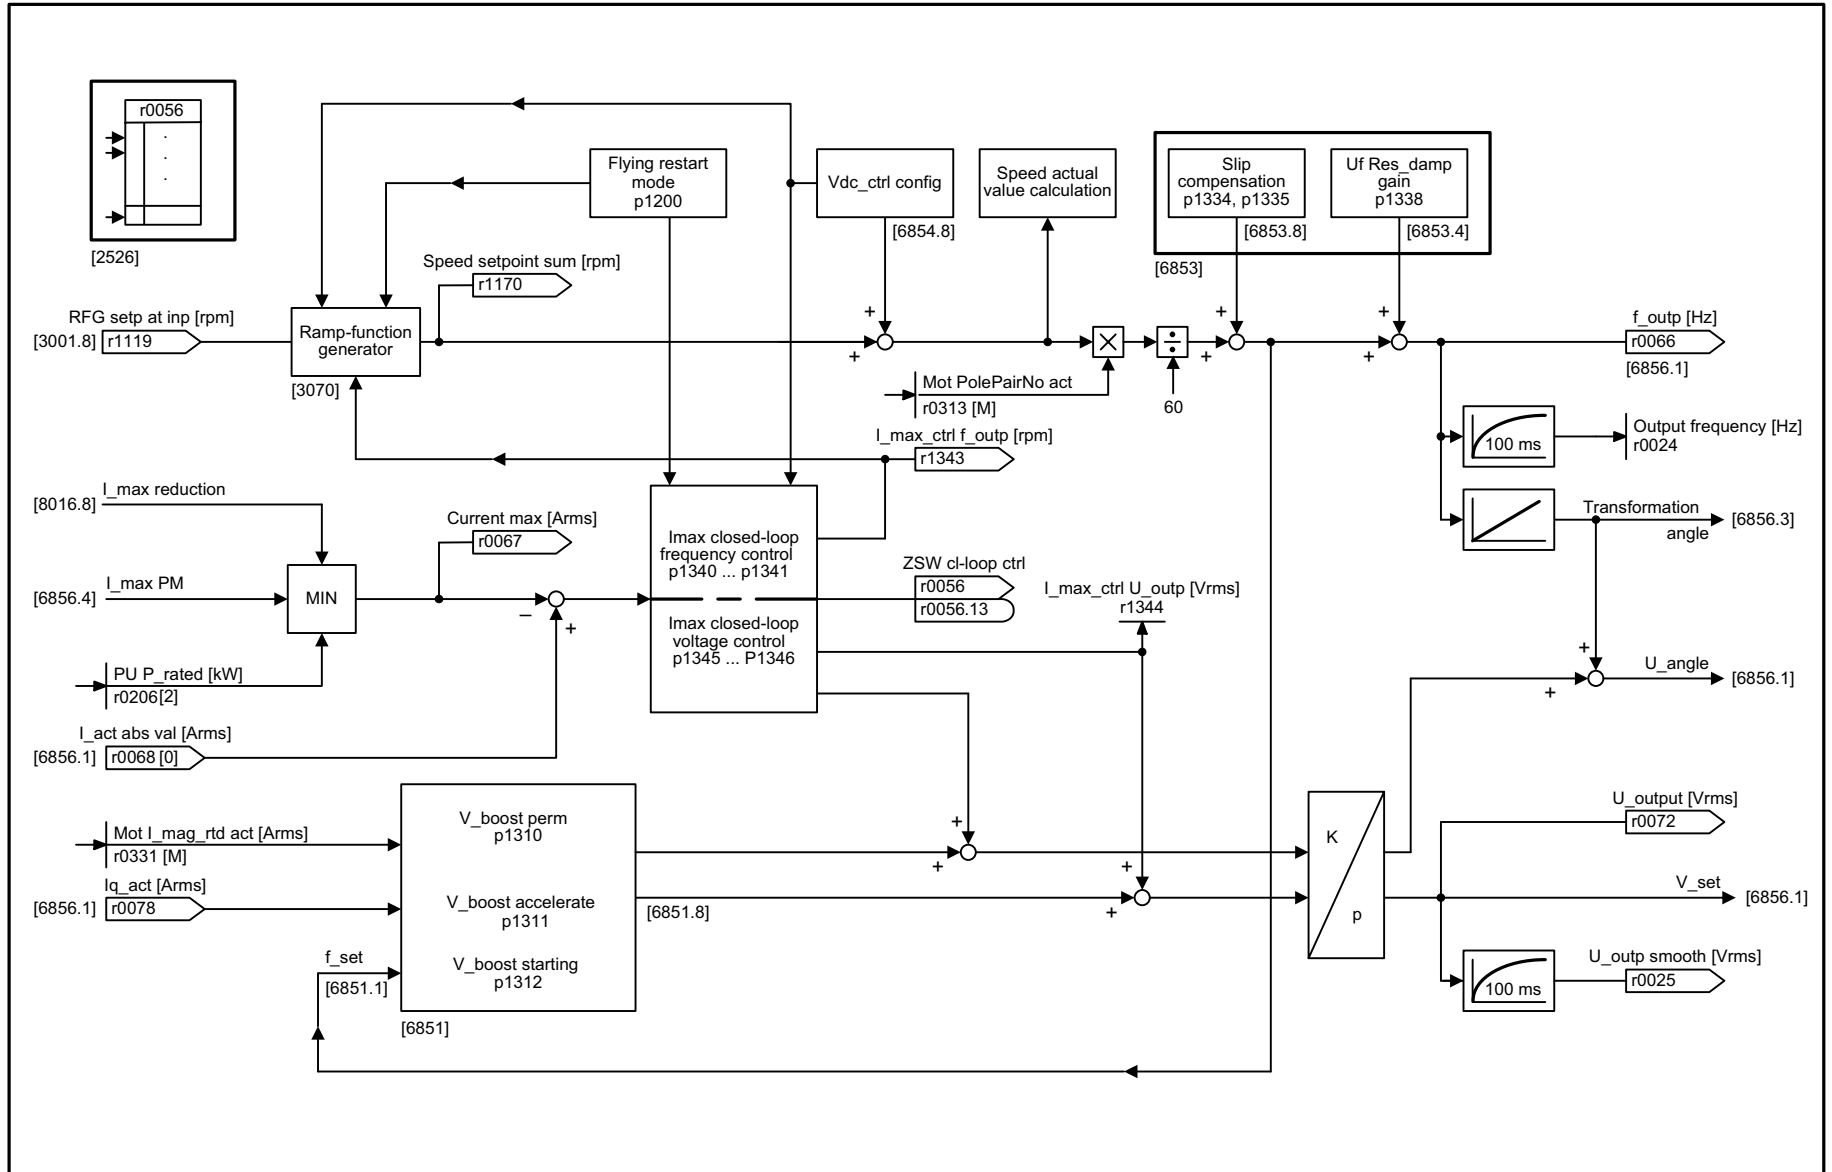 r0056
[2526]
Flying restart
mode
p1200
Vdc_ctrl config
[6854.8]
Speed actual
value calculation
Slip
compensation
p1334, p1335
[6853.8]
Uf Res_damp
gain
p1338
[6853.4]
[6853]
Speed setpoint sum [rpm]
r1170
RFG setp at inp [rpm]
[3001.8]
r1119
Ramp-function
generator
[3070]
+
+
×
÷
60
+
+
+
+
f_outp [Hz]
r0066
[6856.1]
Mot PolePairNo act
r0313 [M]
I_max_ctrl f_outp [rpm]
r1343
100 ms
Output frequency [Hz]
r0024
Transformation
angle
[6856.3]
I_max reduction
[8016.8]
Current max [Arms]
r0067
I_max PM
[6856.4]
MIN
–
+
PU P_rated [kW]
r0206[2]
I_act abs val [Arms]
[6856.1]
r0068 [0]
Imax closed-loop
frequency control
p1340 ... p1341
Imax closed-loop
voltage control
p1345 ... P1346
ZSW cl-loop ctrl
r0056
r0056.13
I_max_ctrl U_outp [Vrms]
r1344
+
+
U_angle
[6856.1]
Mot I_mag_rtd act [Arms]
r0331 [M]
Iq_act [Arms]
[6856.1]
r0078
f_set
[6851.1]
V_boost perm
p1310
V_boost accelerate
p1311
V_boost starting
p1312
[6851]
[6851.8]
+
+
+
+
K
p
U_output [Vrms]
r0072
V_set
[6856.1]
100 ms
U_outp smooth [Vrms]
r0025